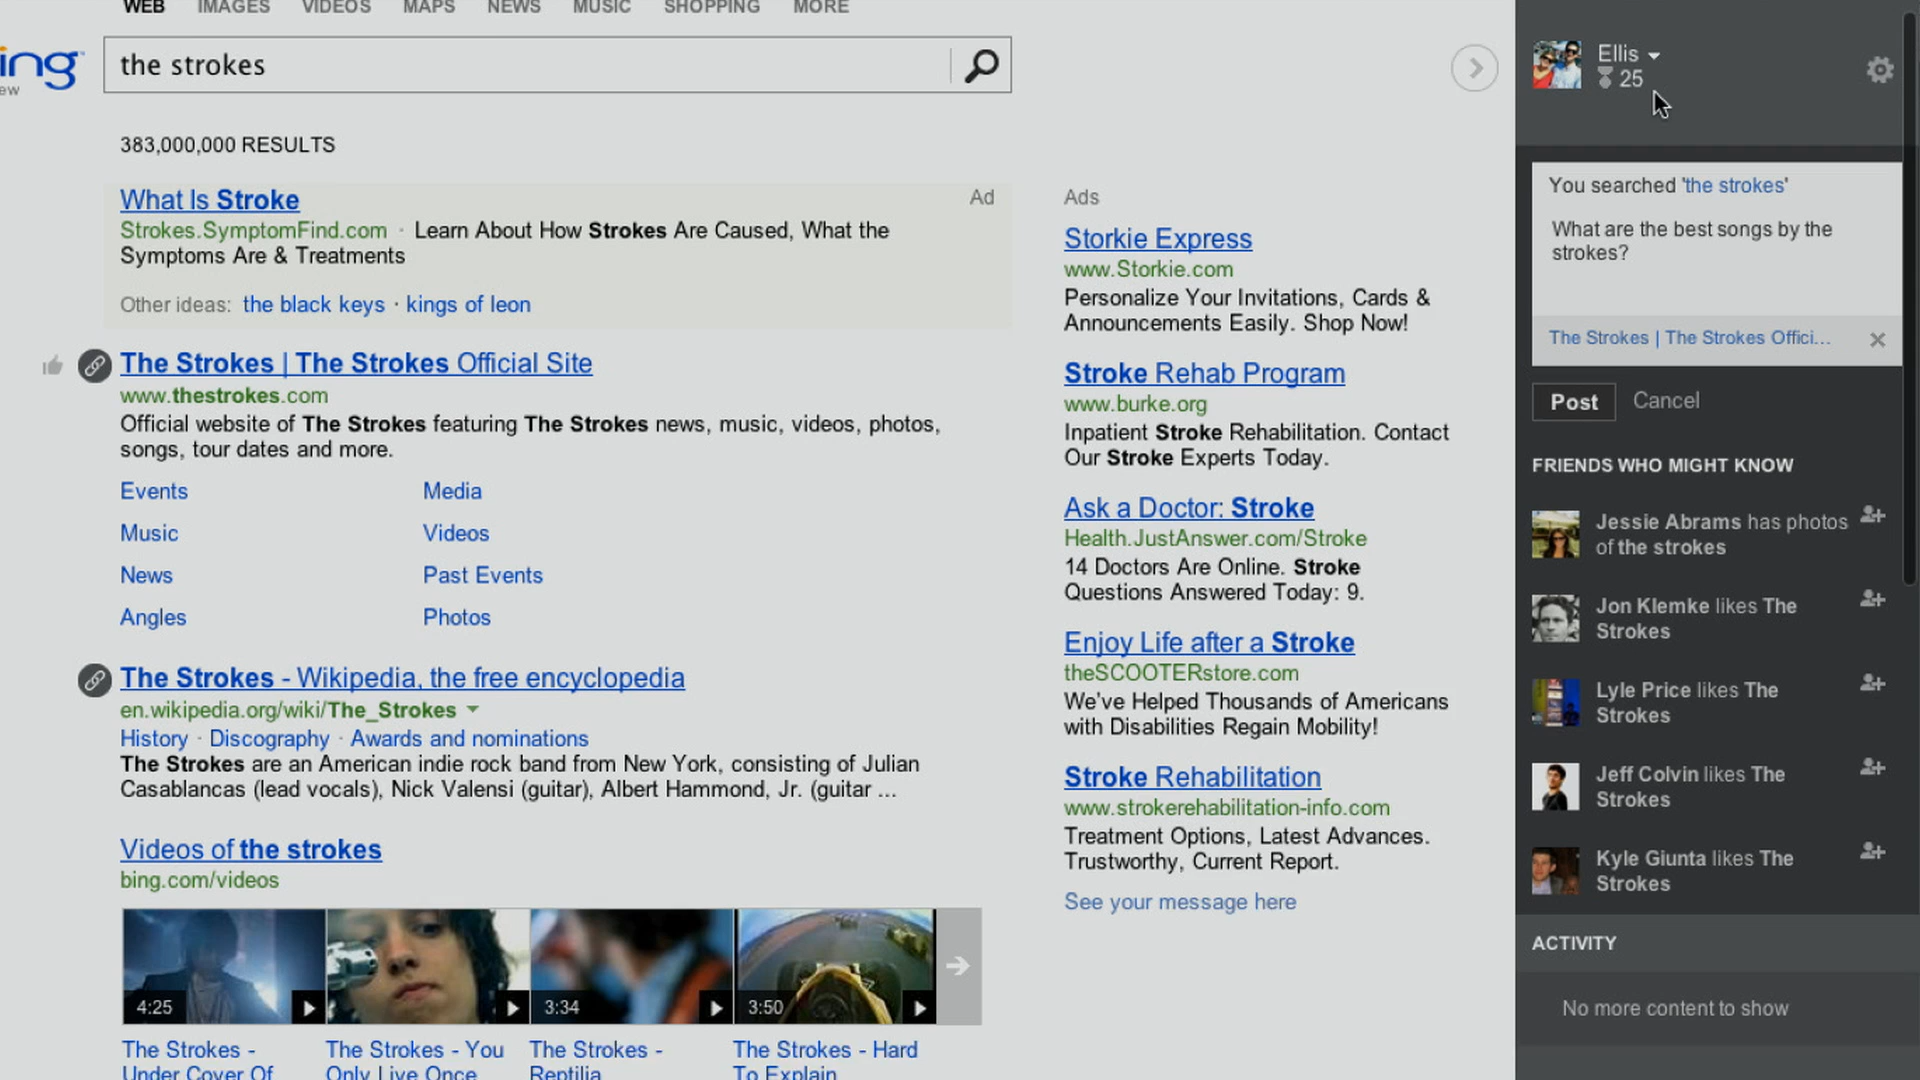 WEB IMAGES VIDEOS MAPS NEWS MUSIC SHOPPING MORE
ing™
ew
the strokes
383,000,000 RESULTS
What Is Stroke
Ad
Strokes.SymptomFind.com · Learn About How Strokes Are Caused, What the
Symptoms Are & Treatments
Other ideas: the black keys · kings of leon
The Strokes | The Strokes Official Site
www.thestrokes.com
Official website of The Strokes featuring The Strokes news, music, videos, photos,
songs, tour dates and more.
Events Media
Music Videos
News Past Events
Angles Photos
The Strokes - Wikipedia, the free encyclopedia
en.wikipedia.org/wiki/The_Strokes
History · Discography · Awards and nominations
The Strokes are an American indie rock band from New York, consisting of Julian
Casablancas (lead vocals), Nick Valensi (guitar), Albert Hammond, Jr. (guitar ...
Videos of the strokes
bing.com/videos
4:25
3:34
3:50
The Strokes -
Under Cover Of
The Strokes - You
Only Live Once
The Strokes -
Reptilia
The Strokes - Hard
To Explain
Ads
Storkie Express
www.Storkie.com
Personalize Your Invitations, Cards &
Announcements Easily. Shop Now!
Stroke Rehab Program
www.burke.org
Inpatient Stroke Rehabilitation. Contact
Our Stroke Experts Today.
Ask a Doctor: Stroke
Health.JustAnswer.com/Stroke
14 Doctors Are Online. Stroke
Questions Answered Today: 9.
Enjoy Life after a Stroke
theSCOOTERstore.com
We've Helped Thousands of Americans
with Disabilities Regain Mobility!
Stroke Rehabilitation
www.strokerehabilitation-info.com
Treatment Options, Latest Advances.
Trustworthy, Current Report.
See your message here
Ellis
25
You searched 'the strokes'
What are the best songs by the
strokes?
The Strokes | The Strokes Offici...
Post Cancel
FRIENDS WHO MIGHT KNOW
Jessie Abrams has photos
of the strokes
Jon Klemke likes The
Strokes
Lyle Price likes The
Strokes
Jeff Colvin likes The
Strokes
Kyle Giunta likes The
Strokes
ACTIVITY
No more content to show